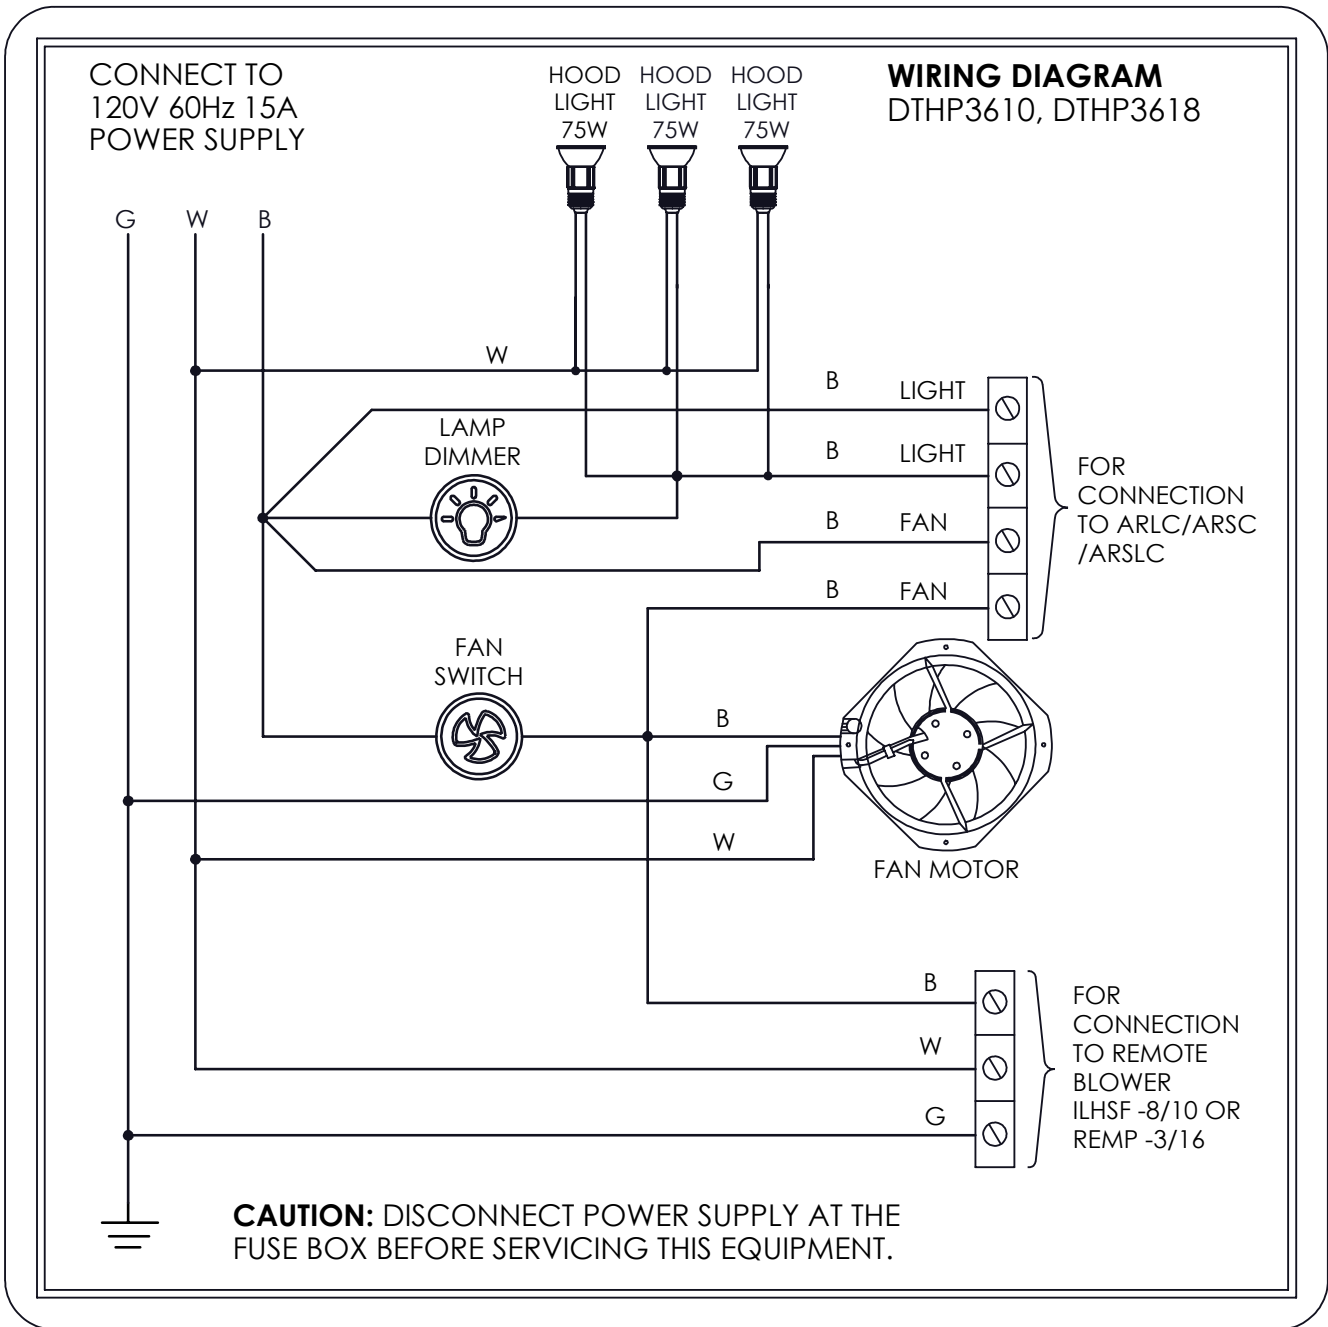 CONNECT TO
120V 60Hz 15A
POWER SUPPLY
HOOD
LIGHT
75W
HOOD
LIGHT
75W
HOOD
LIGHT
75W
WIRING DIAGRAM
DTHP3610, DTHP3618
G
W
B
W
B
LIGHT
LAMP
DIMMER
B
LIGHT
B
FAN
B
FAN
FOR
CONNECTION
TO ARLC/ARSC
/ARSLC
FAN
SWITCH
B
G
W
FAN MOTOR
B
W
G
FOR
CONNECTION
TO REMOTE
BLOWER
ILHSF -8/10 OR
REMP -3/16
CAUTION: DISCONNECT POWER SUPPLY AT THE
FUSE BOX BEFORE SERVICING THIS EQUIPMENT.